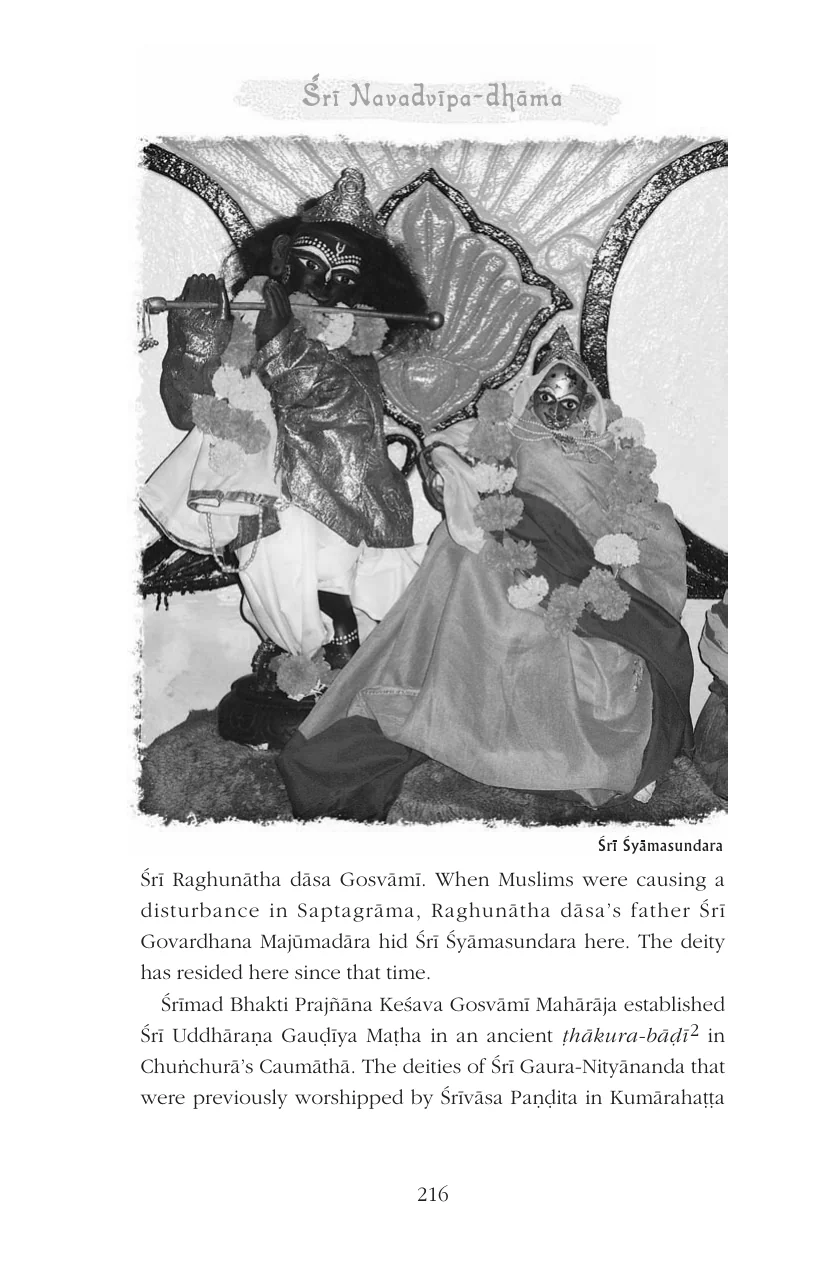 Śrī Navadvīpa-dhāma
Śrī Śyāmasundara
Śrī Raghunātha dāsa Gosvāmī. When Muslims were causing a
disturbance in Saptagrāma, Raghunātha dāsa’s father Śrī
Govardhana Majūmadāra hid Śrī Śyāmasundara here. The deity
has resided here since that time.
Śrīmad Bhakti Prajñāna Keśava Gosvāmī Mahārāja established
Śrī Uddhāraṇa Gauḍīya Maṭha in an ancient ṭhākura-bāḍī² in
Chuṅchurā’s Caumāthā. The deities of Śrī Gaura-Nityānanda that
were previously worshipped by Śrīvāsa Paṇḍita in Kumārahaṭṭa
216